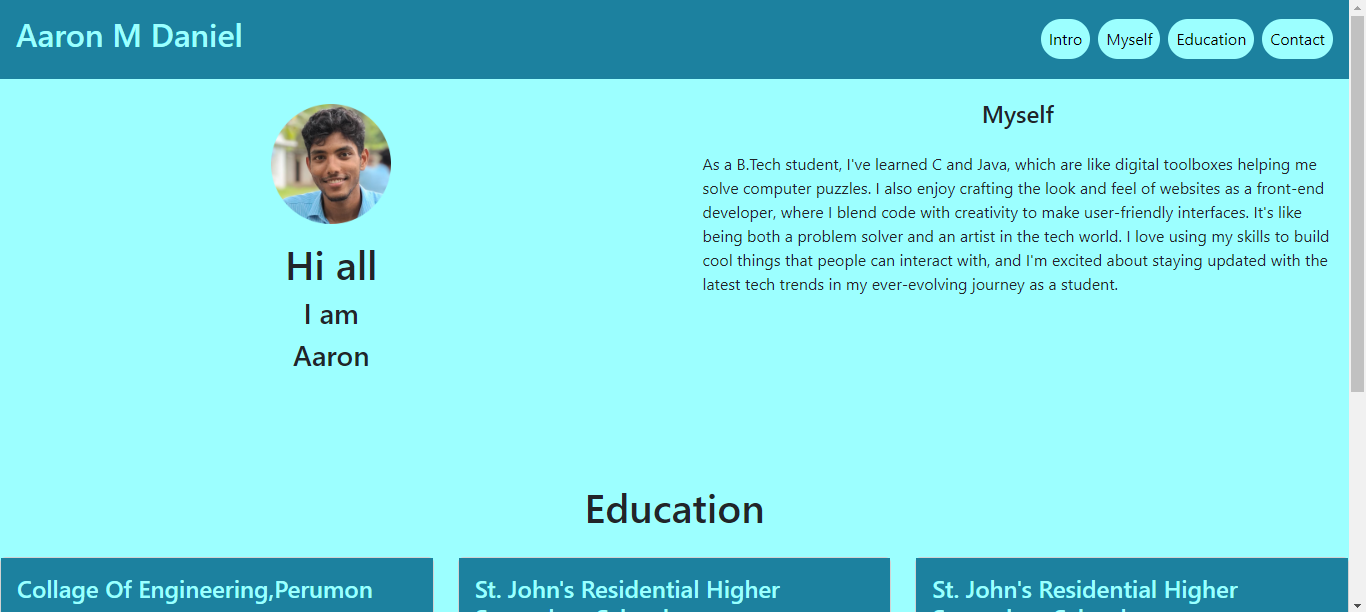 Aaron M Daniel
Intro
Myself
Education
Contact
Hi all
I am
Aaron
Myself
As a B.Tech student, I've learned C and Java, which are like digital toolboxes helping me
solve computer puzzles. I also enjoy crafting the look and feel of websites as a front-end
developer, where I blend code with creativity to make user-friendly interfaces. It's like
being both a problem solver and an artist in the tech world. I love using my skills to build
cool things that people can interact with, and I'm excited about staying updated with the
latest tech trends in my ever-evolving journey as a student.
Education
Collage Of Engineering,Perumon
St. John's Residential Higher
St. John's Residential Higher